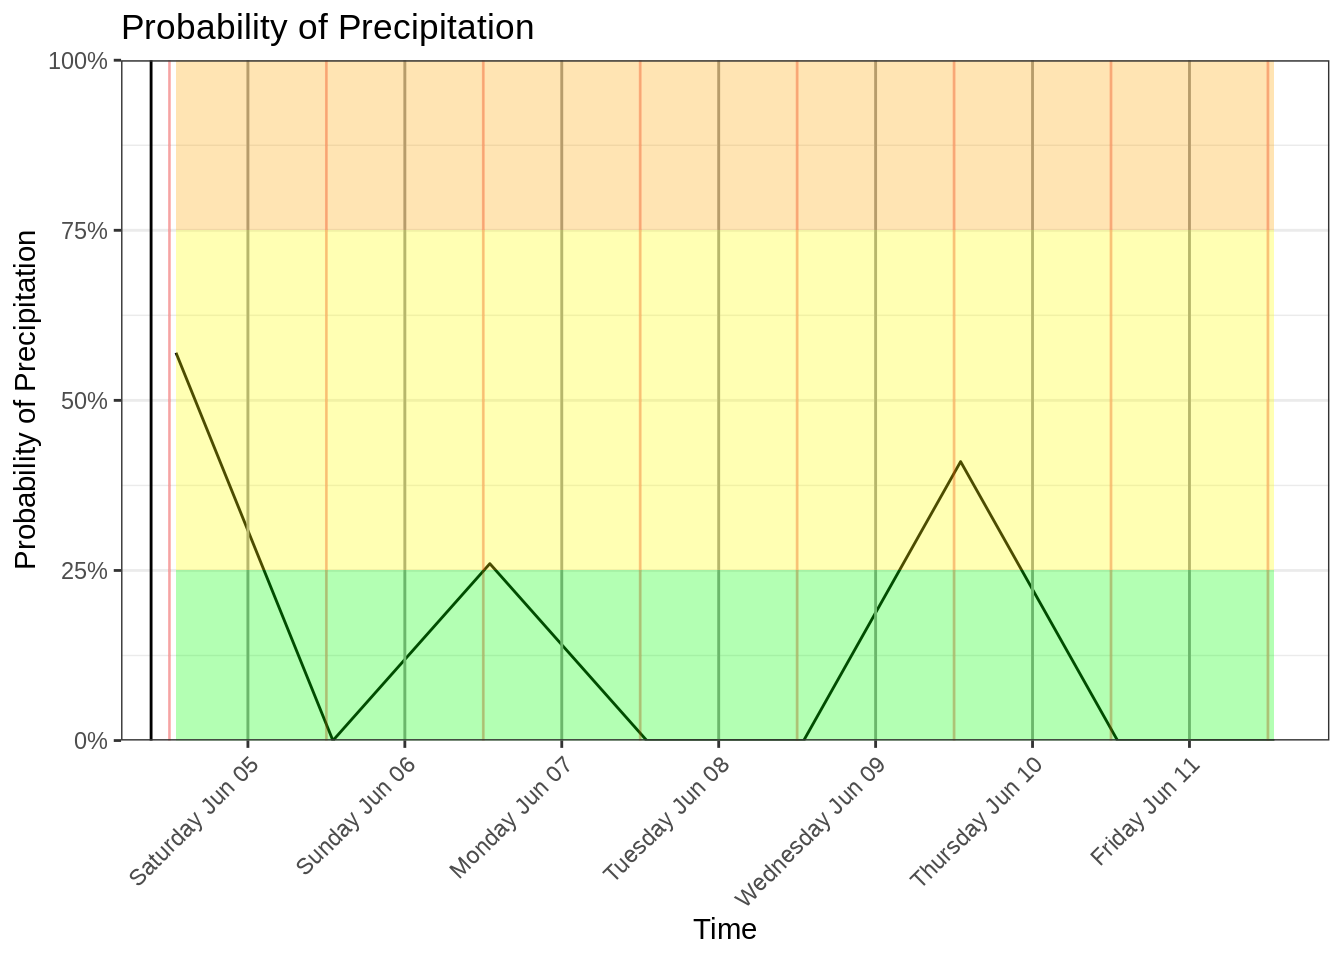 Probability of Precipitation
Probability of Precipitation
100%
75%
50%
25%
0%
Saturday Jun 05
Sunday Jun 06
Monday Jun 07
Tuesday Jun 08
Wednesday Jun 09
Thursday Jun 10
Friday Jun 11
Time